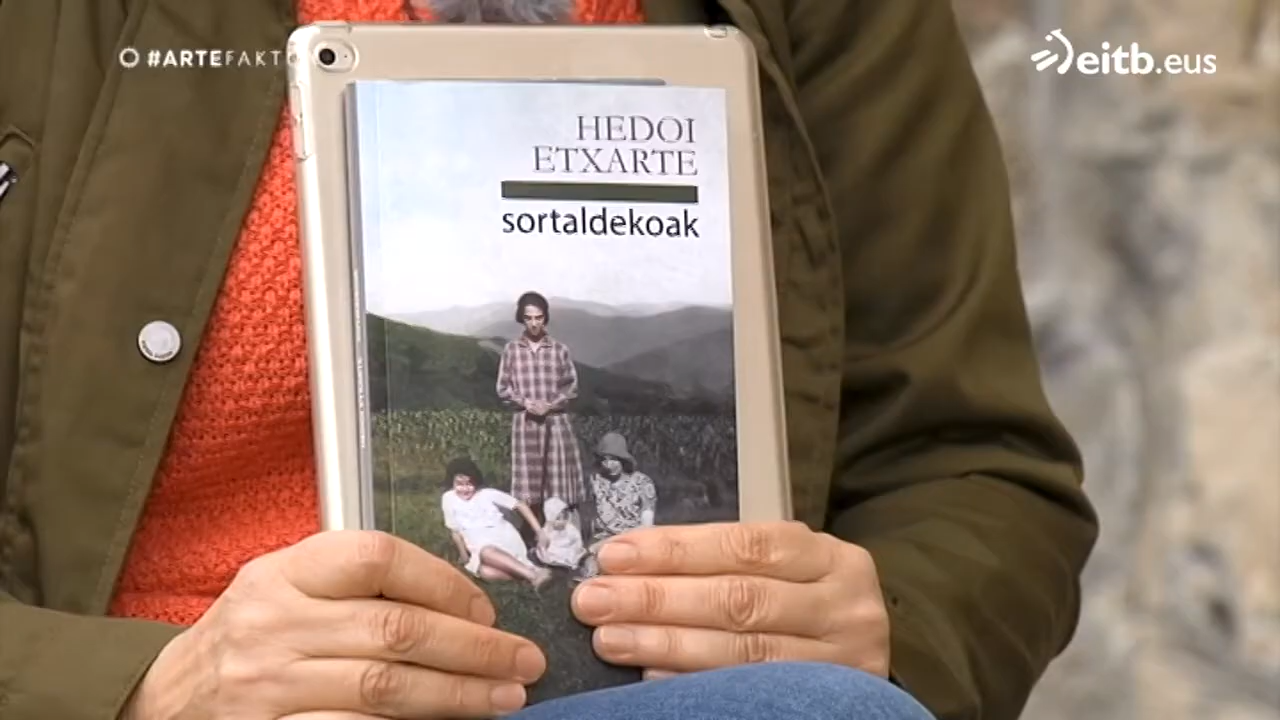 #ARTEFAKT
eitb.eus
HEDOI
ETXARTE
sortaldekoak